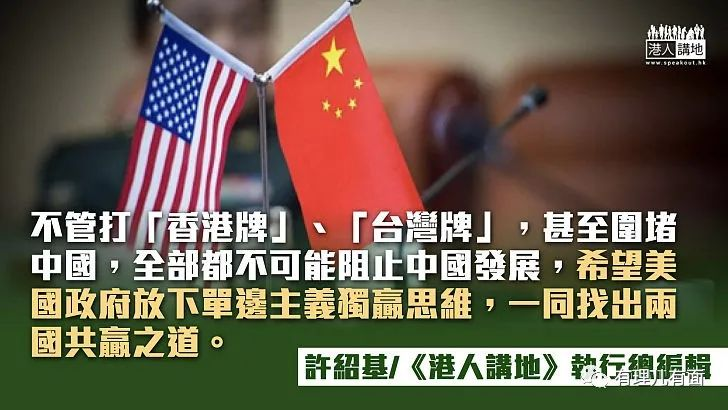 港人講地
www.speakout.hk
不管打「香港牌」、「台灣牌」，甚至圍堵
中國，全部都不可能阻止中國發展，希望美
國政府放下單邊主義獨贏思維，一同找出兩
國共贏之道。
許紹基/《港人講地》執行總編輯
有理儿有面